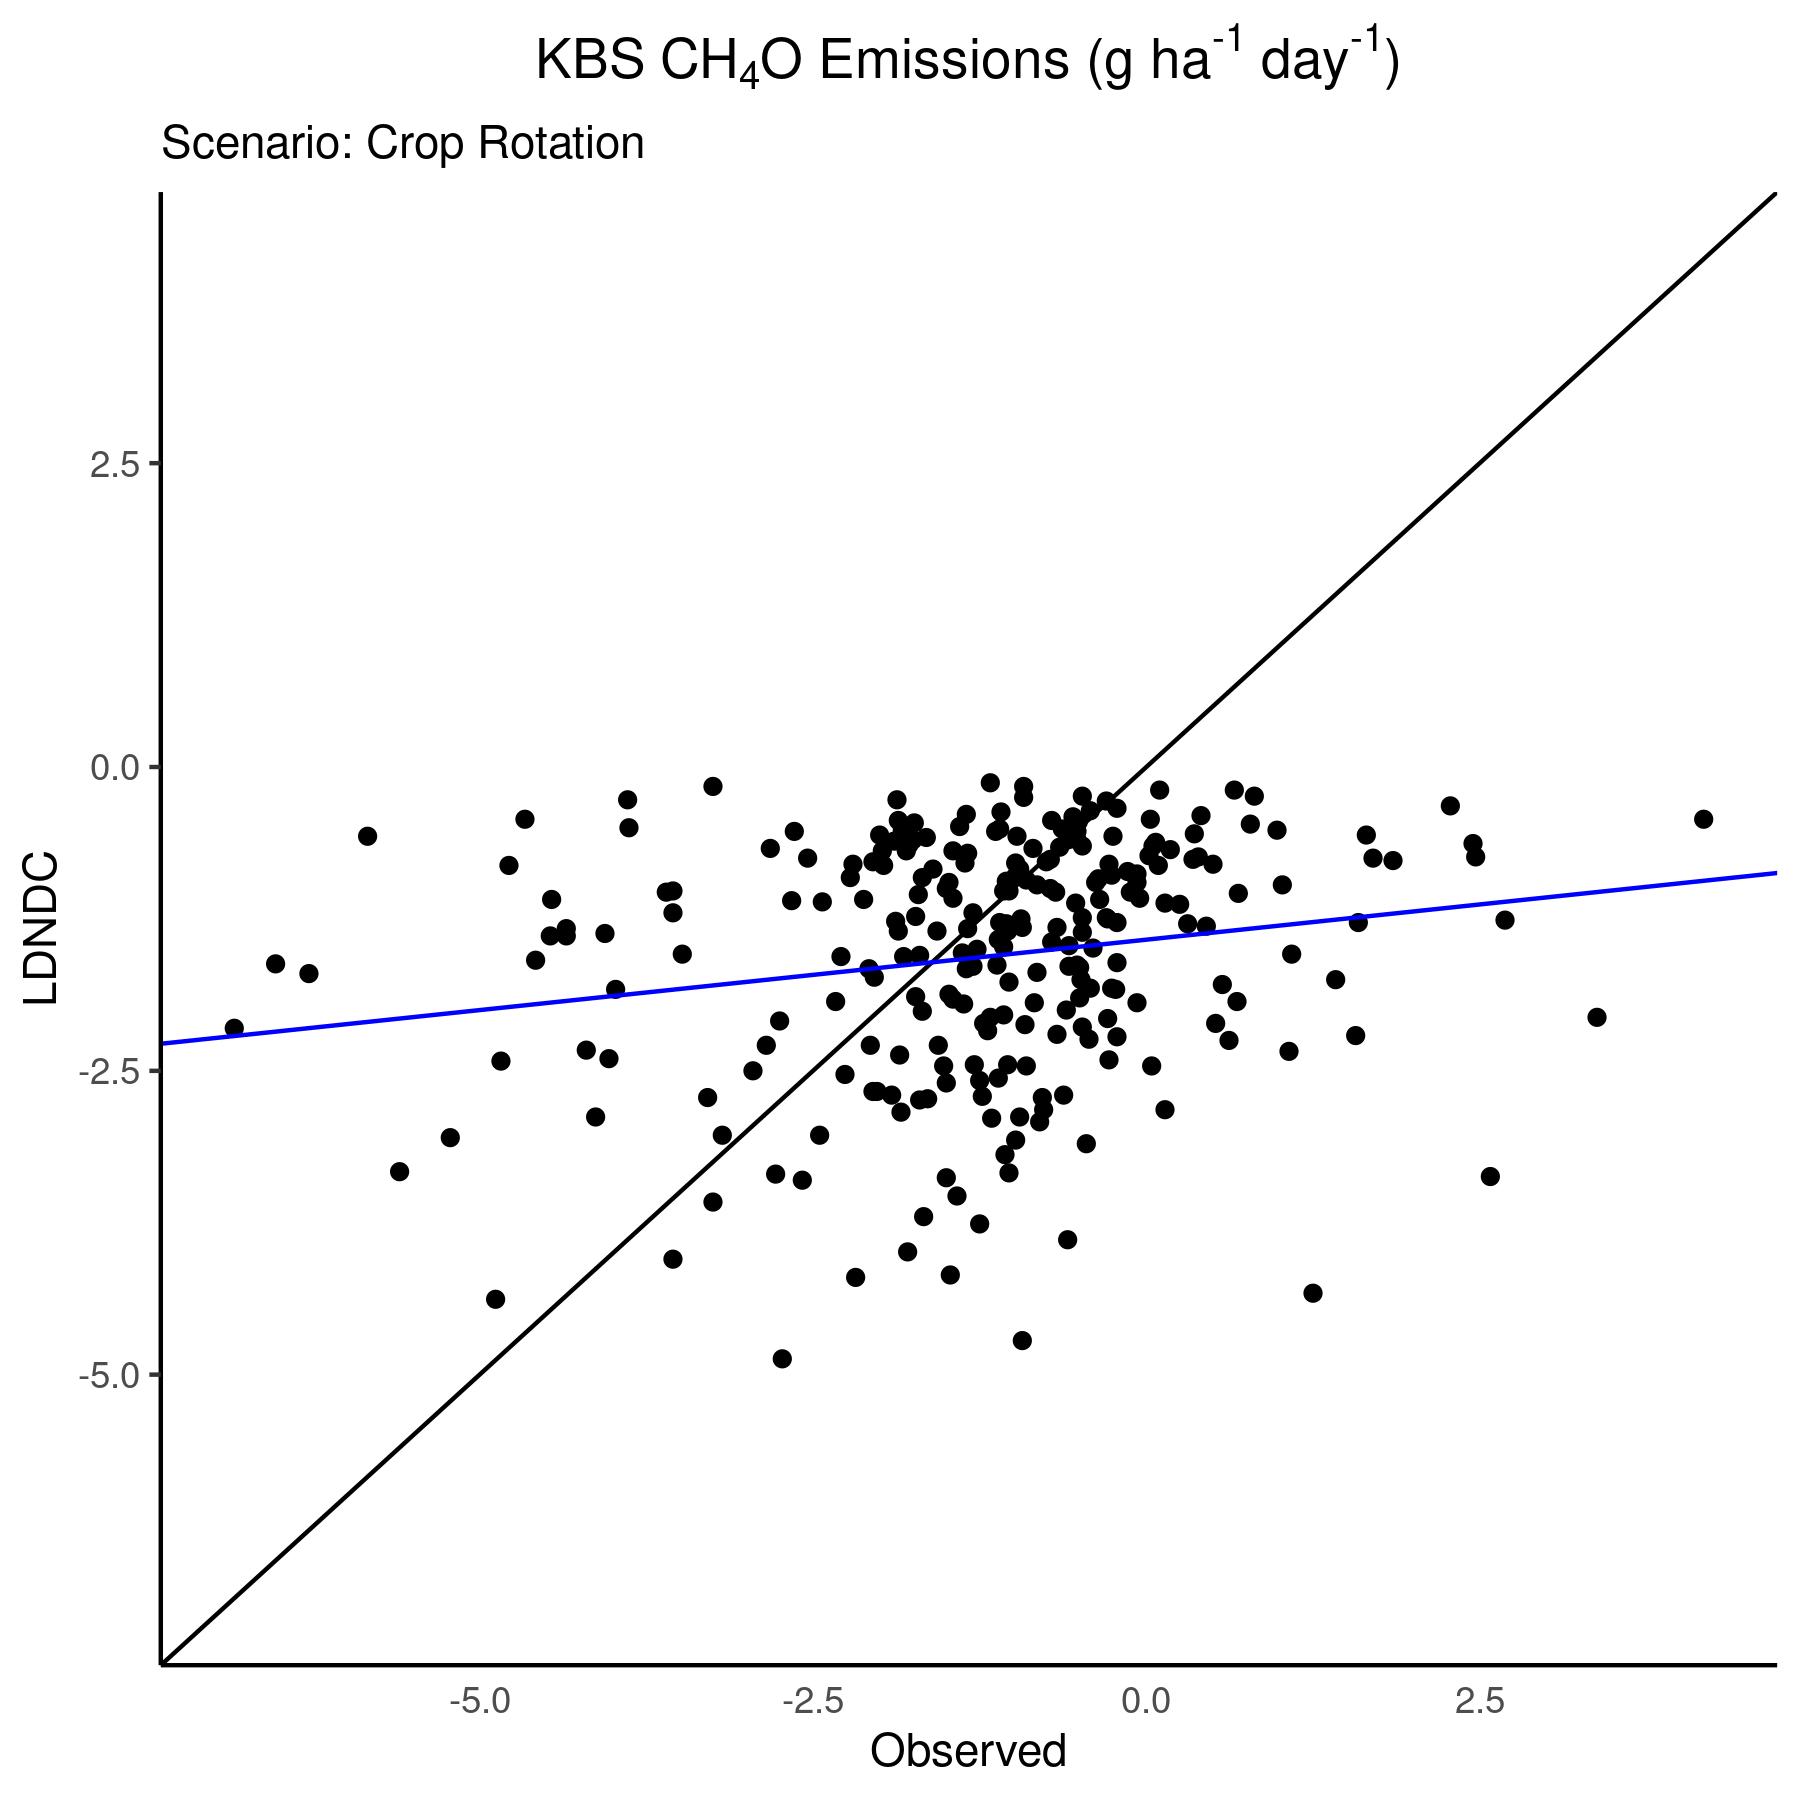 KBS CH₄O Emissions (g ha⁻¹ day⁻¹)
Scenario: Crop Rotation
LDNDC
2.5
0.0
-2.5
-5.0
-5.0 -2.5 0.0 2.5
Observed